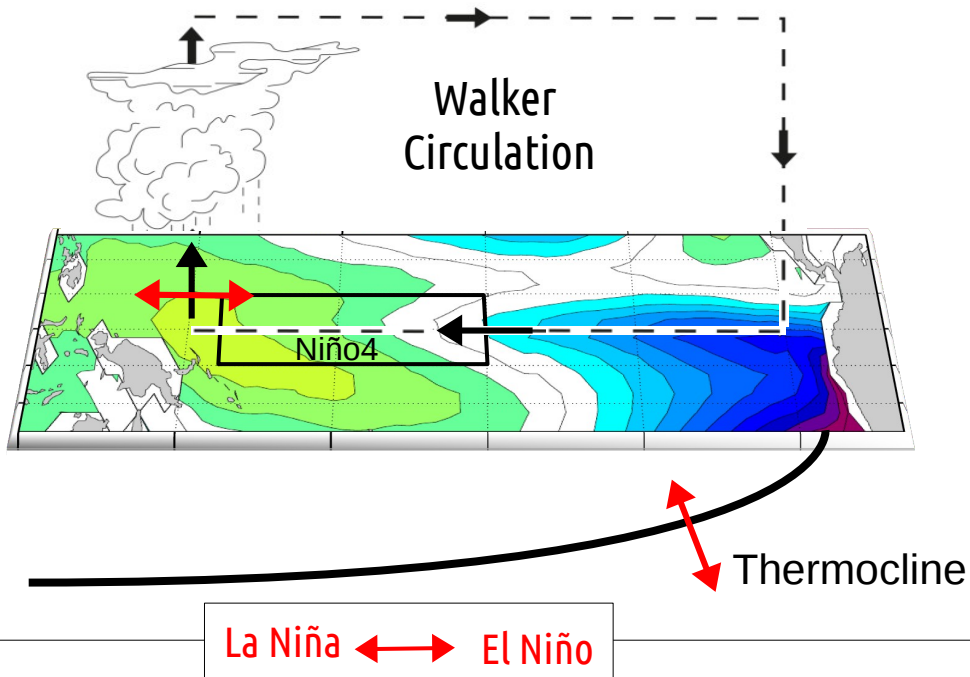 Walker
Circulation
Niño4
Thermocline
La Niña El Niño